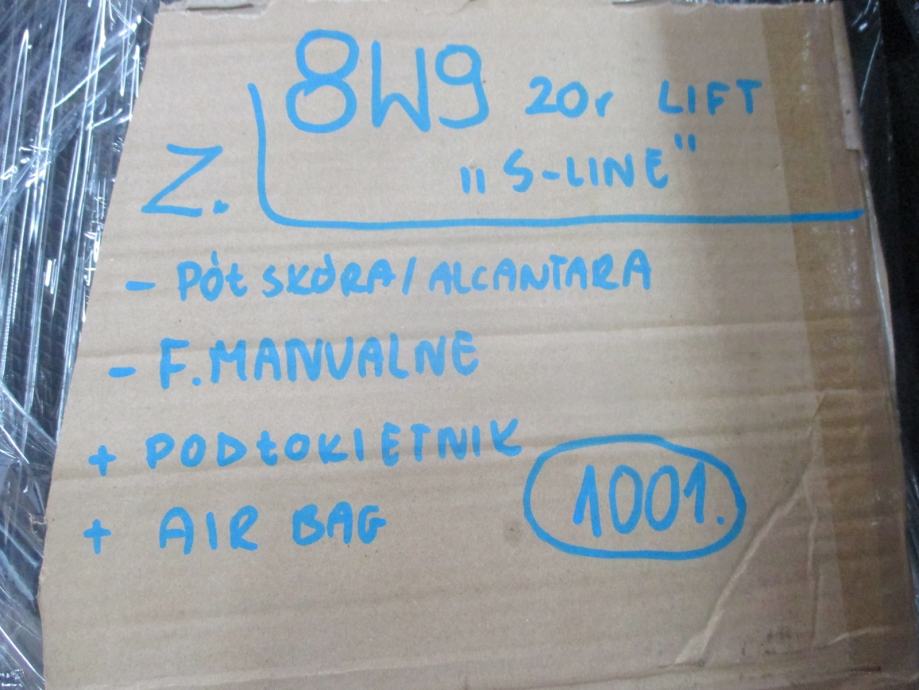 8W9 20r LIFT
Z. „S-LINE"
- PÓŁ SKÓRA/ALCANTARA
- F. MANUALNE
+ PODŁOKIETNIK
+ AIR BAG
1001.